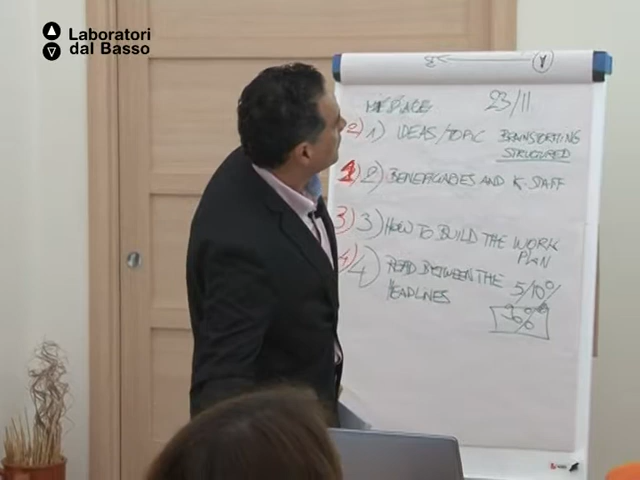 Laboratori
dal Basso
23/11
2) 1) IDEAS/TOPIC BRAINSTORMING
STRUCTURED
1) 2) BENEFICIARIES AND K-STAFF
3) 3) HOW TO BUILD THE WORK
PLAN
4) 4) READ BETWEEN THE
HEADLINES
5/10%